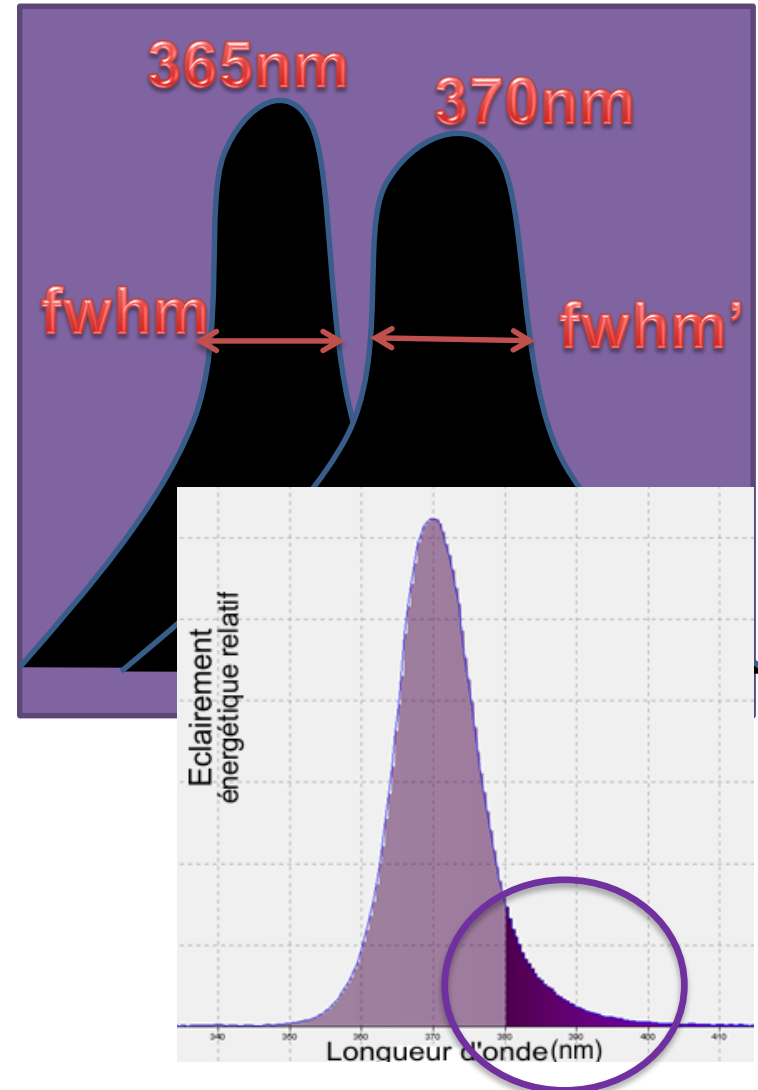 365nm
370nm
fwhm
fwhm’
Eclairement
énergétique relatif
340 350 360 370 380 390 400 410
Longueur d'onde(nm)